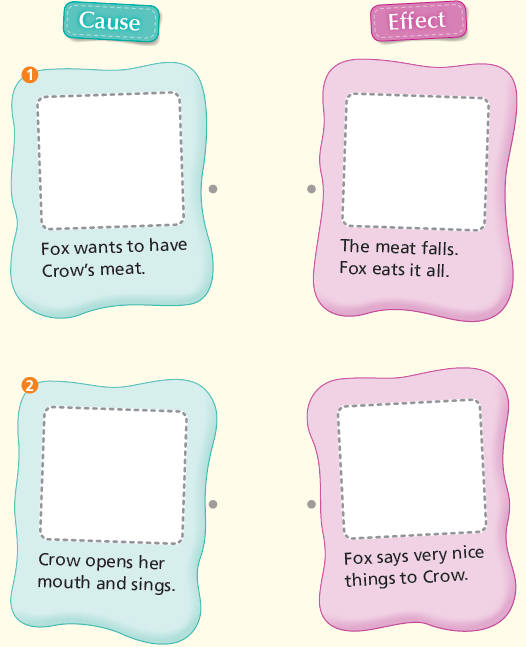 Cause
Effect
1
Fox wants to have
Crow's meat.
The meat falls.
Fox eats it all.
2
Crow opens her
mouth and sings.
Fox says very nice
things to Crow.